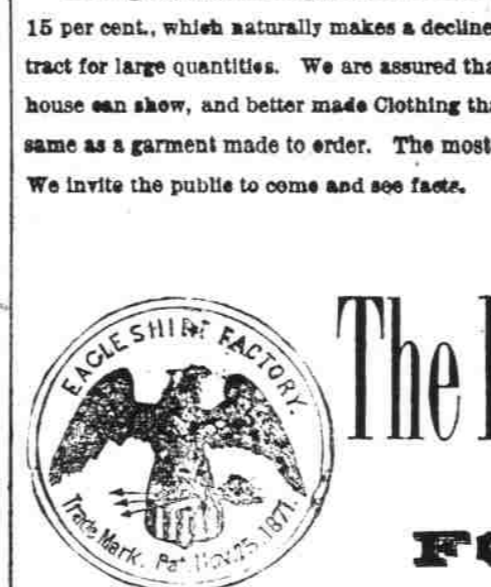 15 per cent., which naturally makes a decline
tract for large quantities. We are assured tha
house can show, and better made Clothing tha
same as a garment made to order. The most
We invite the public to come and see facts.
EAGLE SHIRT FACTORY.
The
Trade Mark. Pat. Nov. 25, 1871.
FO